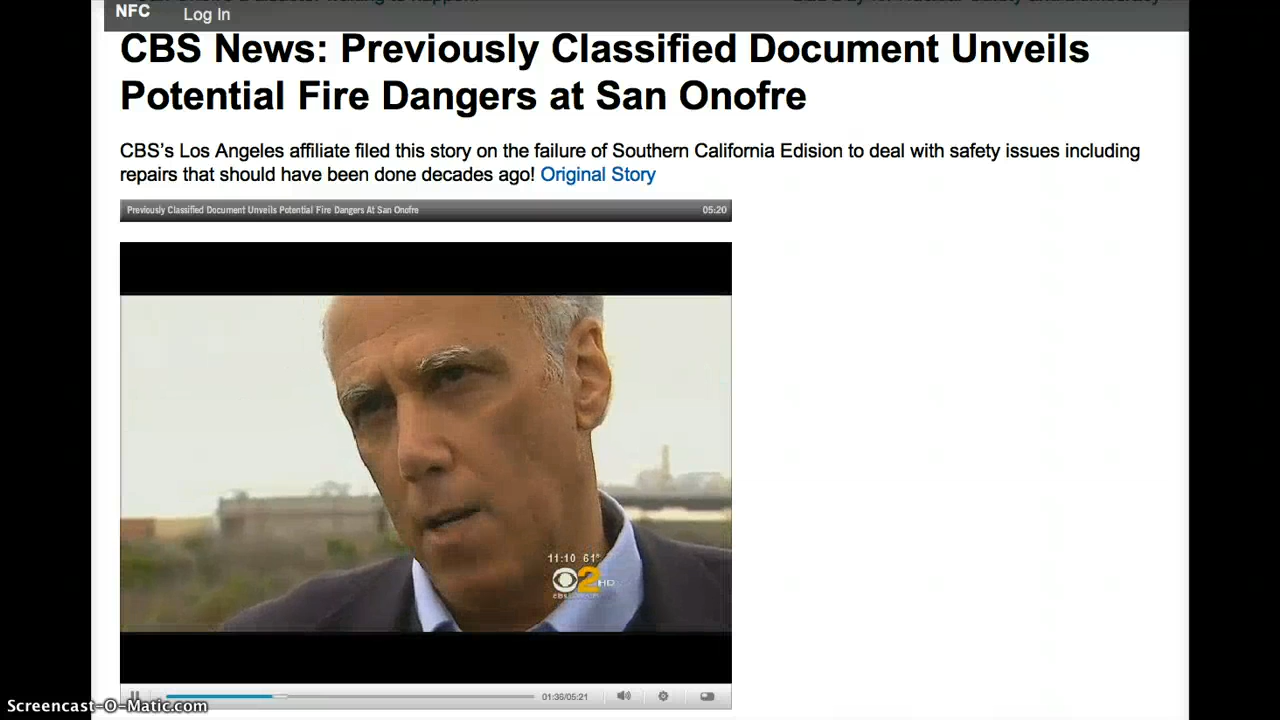 NFC
Log In
CBS News: Previously Classified Document Unveils
Potential Fire Dangers at San Onofre
CBS's Los Angeles affiliate filed this story on the failure of Southern California Edision to deal with safety issues including
repairs that should have been done decades ago! Original Story
Previously Classified Document Unveils Potential Fire Dangers At San Onofre 05:20
11:10 61°
2 HD
01:36/05:21
Screencast-O-Matic.com